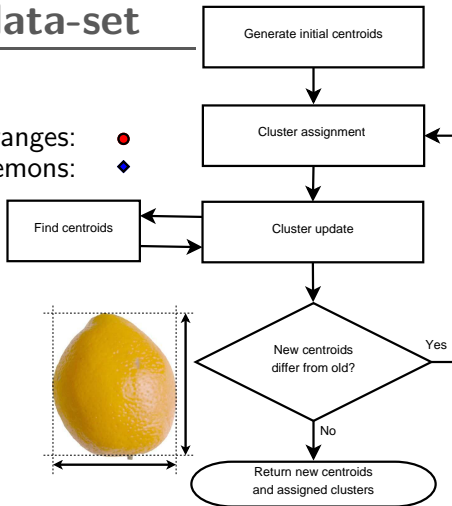 data-set
Generate initial centroids
anges:
Cluster assignment
emons:
Find centroids
Cluster update
New centroids
differ from old?
Yes
No
Return new centroids
and assigned clusters